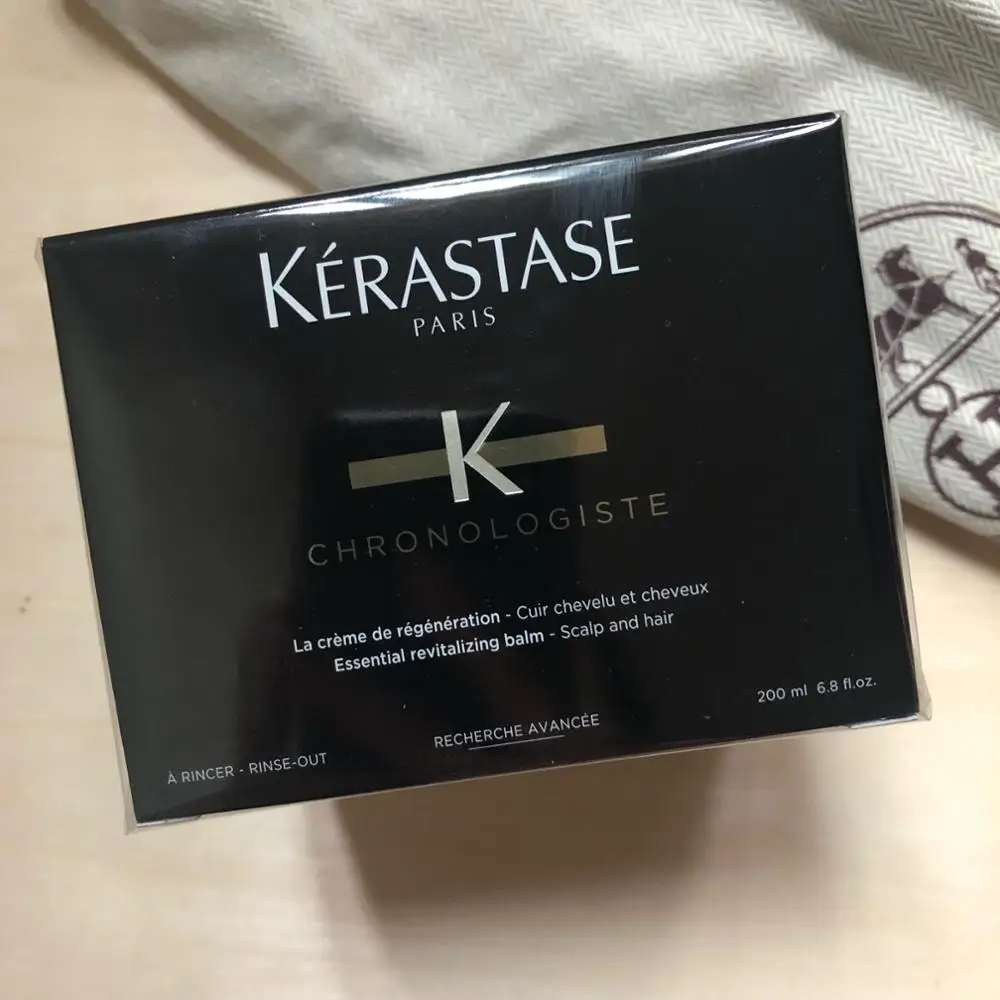 KÉRASTASE
PARIS
K
CHRONOLOGISTE
La crème de régénération - Cuir chevelu et cheveux
Essential revitalizing balm - Scalp and hair
200 ml 6.8 fl.oz.
RECHERCHE AVANCÉE
À RINCER - RINSE-OUT